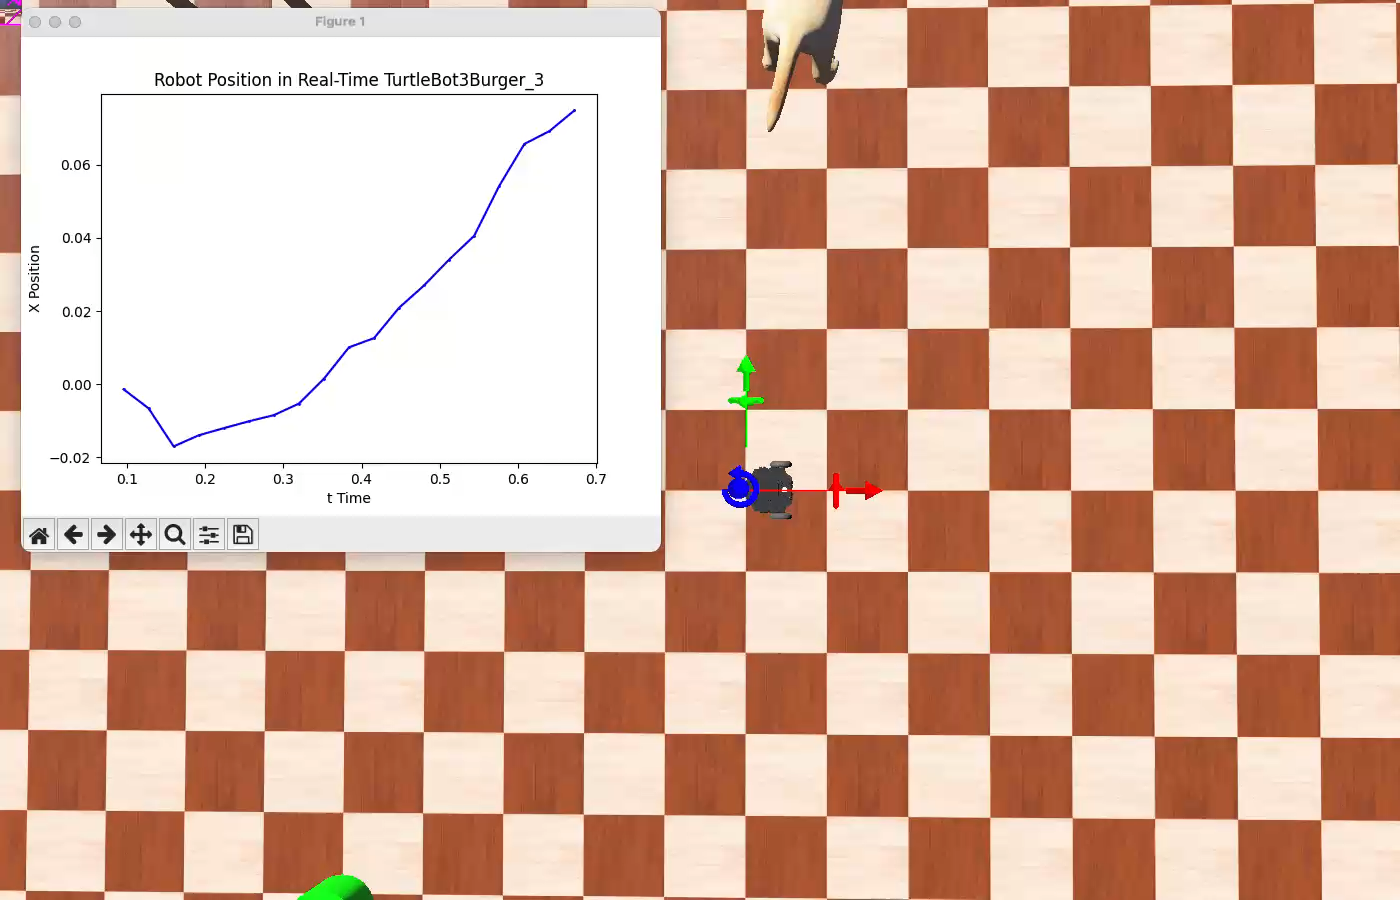 Figure 1
Robot Position in Real-Time TurtleBot3Burger_3
0.06
0.04
0.02
0.00
−0.02
X Position
0.1 0.2 0.3 0.4 0.5 0.6 0.7
t Time